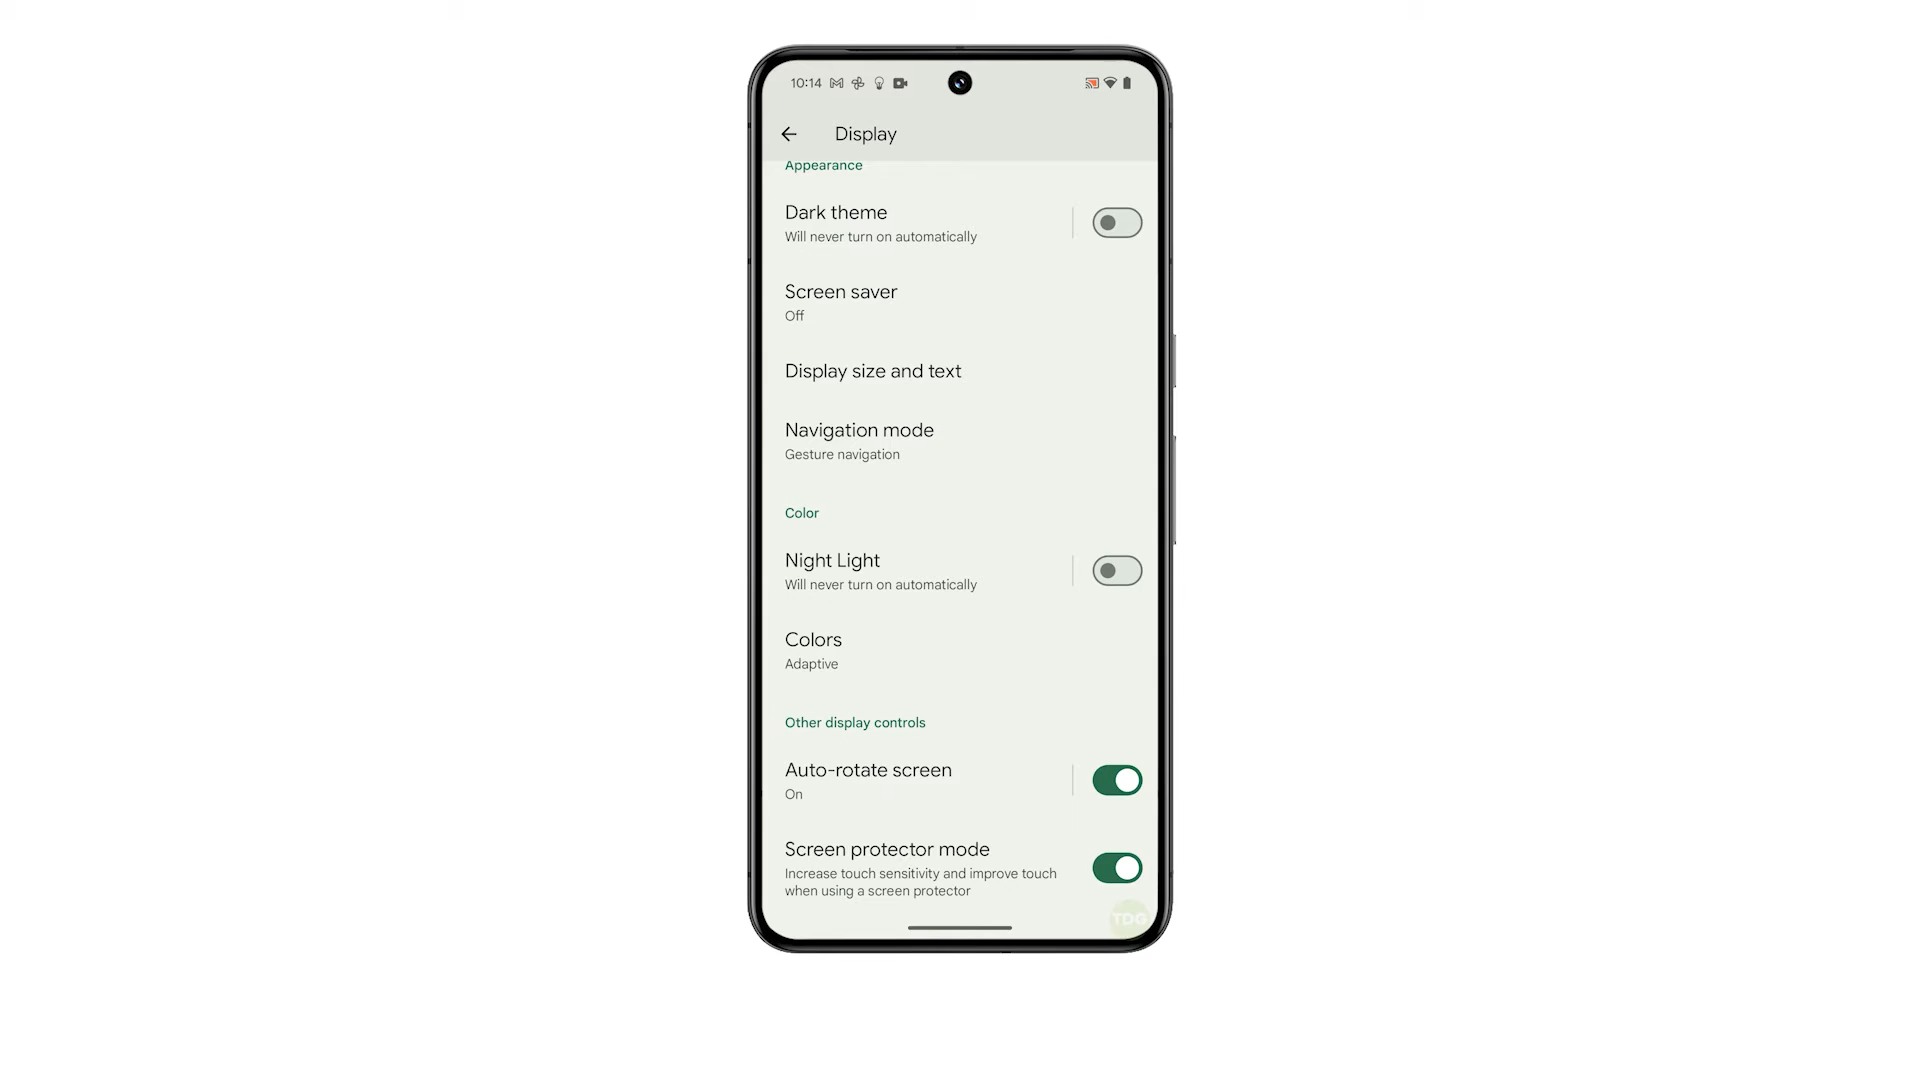 10:14
Display
Appearance
Dark theme
Will never turn on automatically
Screen saver
Off
Display size and text
Navigation mode
Gesture navigation
Color
Night Light
Will never turn on automatically
Colors
Adaptive
Other display controls
Auto-rotate screen
On
Screen protector mode
Increase touch sensitivity and improve touch
when using a screen protector
TDG